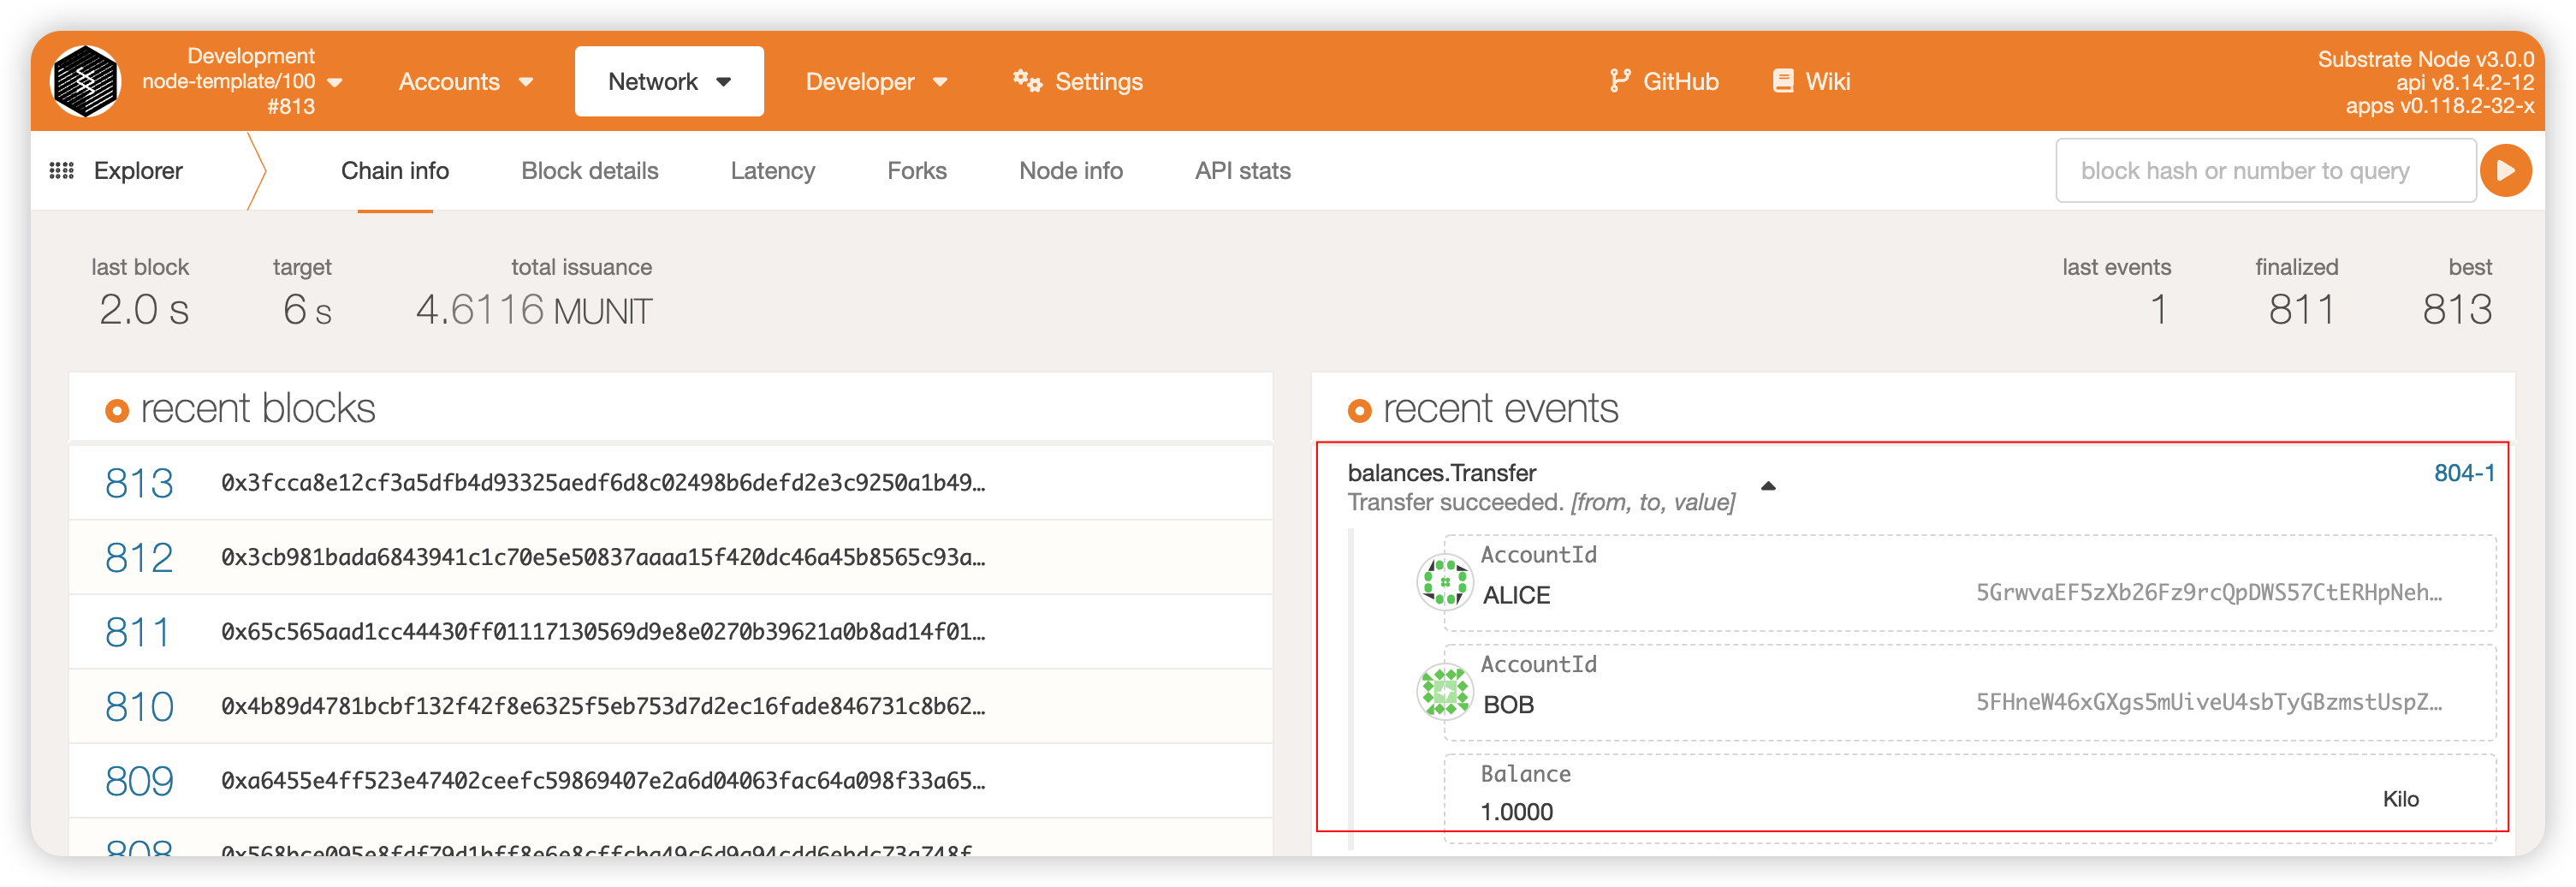 Development
node-template/100
#813
Accounts
Network
Developer
Settings
GitHub
Wiki
Substrate Node v3.0.0
api v8.14.2-12
apps v0.118.2-32-x
Explorer
Chain info
Block details
Latency
Forks
Node info
API stats
block hash or number to query
last block
2.0 s
target
6 s
total issuance
4.6116 MUNIT
last events
1
finalized
811
best
813
recent blocks
813 0x3fcca8e12cf3a5dfb4d93325aedf6d8c02498b6defd2e3c9250a1b49…
812 0x3cb981bada6843941c1c70e5e50837aaaa15f420dc46a45b8565c93a…
811 0x65c565aad1cc44430ff01117130569d9e8e0270b39621a0b8ad14f01…
810 0x4b89d4781bcbf132f42f8e6325f5eb753d7d2ec16fade846731c8b62…
809 0xa6455e4ff523e47402ceefc59869407e2a6d04063fac64a098f33a65…
808
recent events
balances.Transfer
804-1
Transfer succeeded. [from, to, value]
AccountId
ALICE 5GrwvaEF5zXb26Fz9rcQpDWS57CtERHpNeh…
AccountId
BOB 5FHneW46xGXgs5mUiveU4sbTyGBzmstUspZ…
Balance
1.0000 Kilo